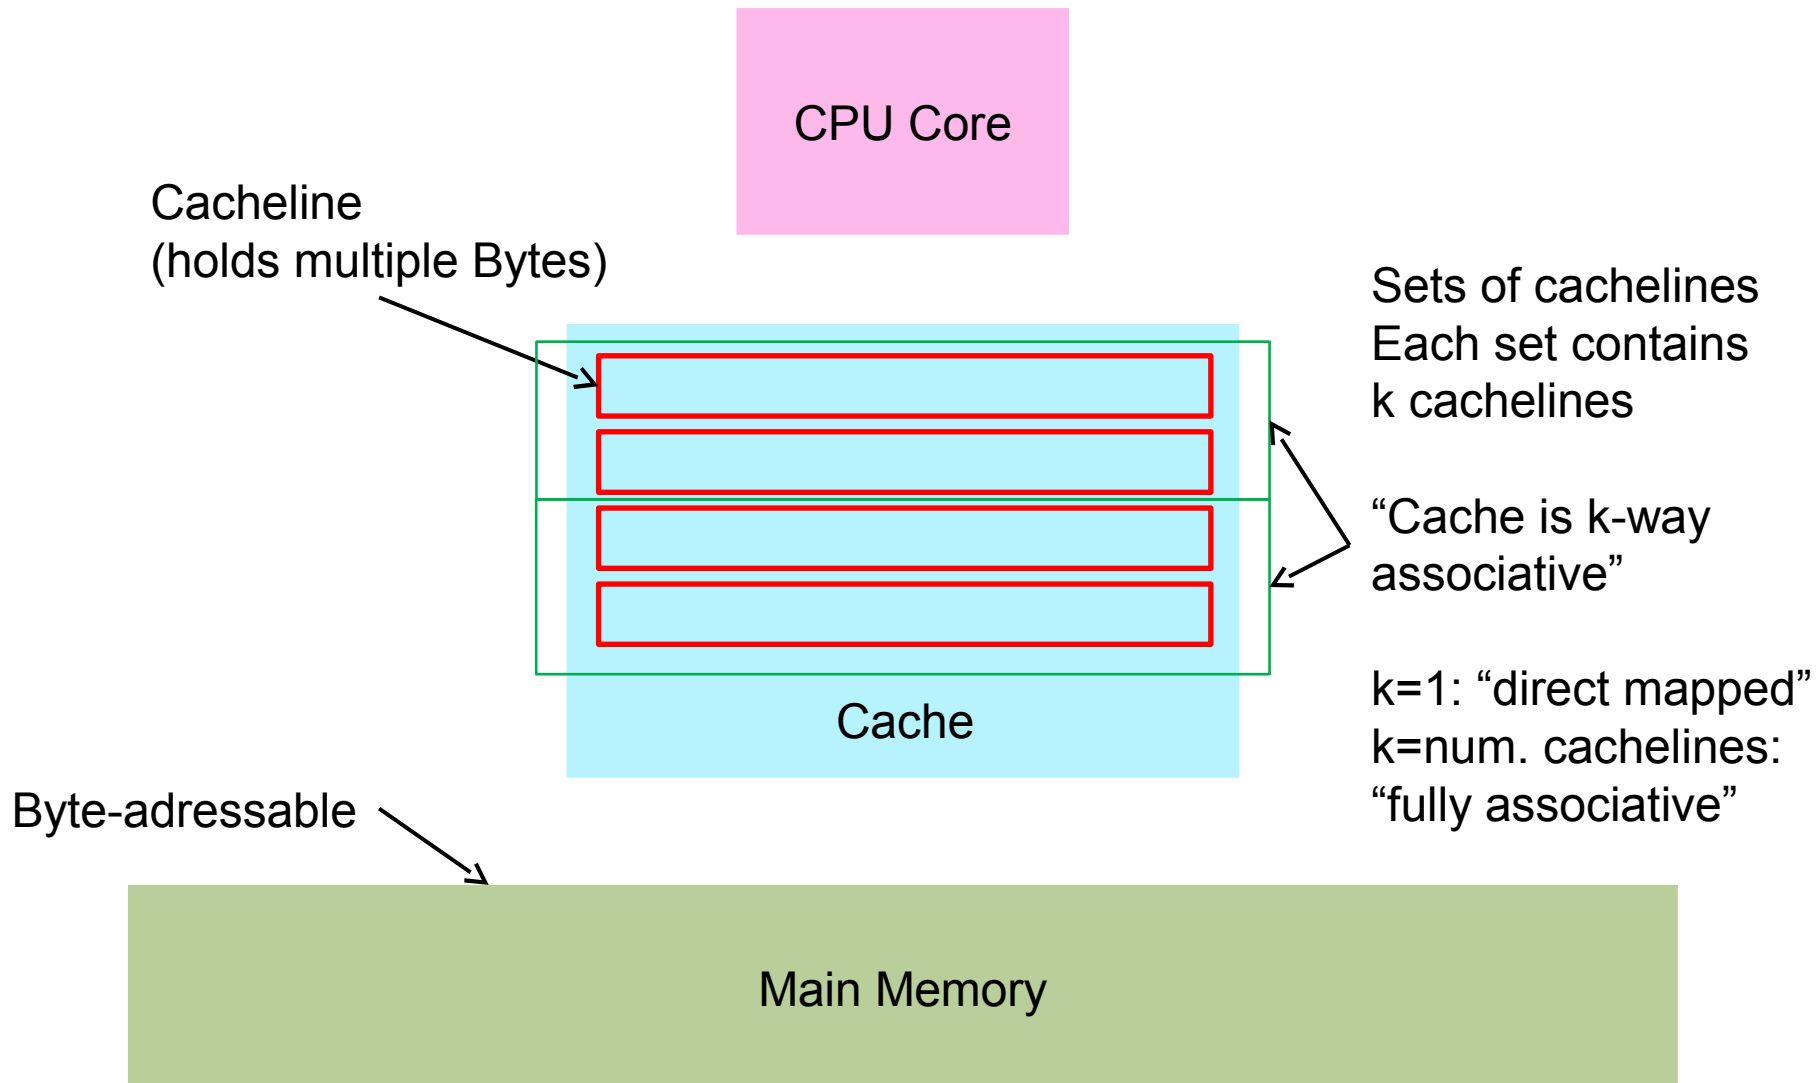 CPU Core
Cacheline
(holds multiple Bytes)
Sets of cachelines
Each set contains
k cachelines
“Cache is k-way
associative”
k=1: “direct mapped”
k=num. cachelines:
“fully associative”
Cache
Byte-adressable
Main Memory